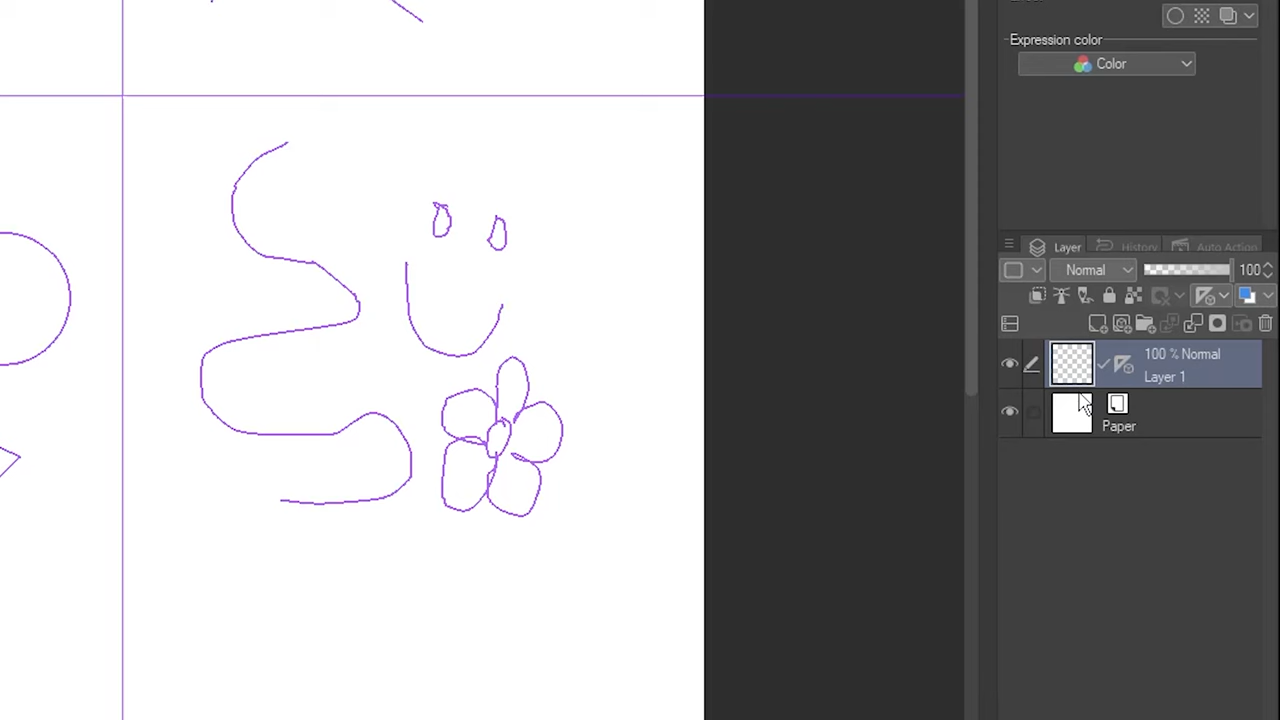 Expression color
Color
Layer
History
Auto Action
Normal
100
100 % Normal
Layer 1
Paper